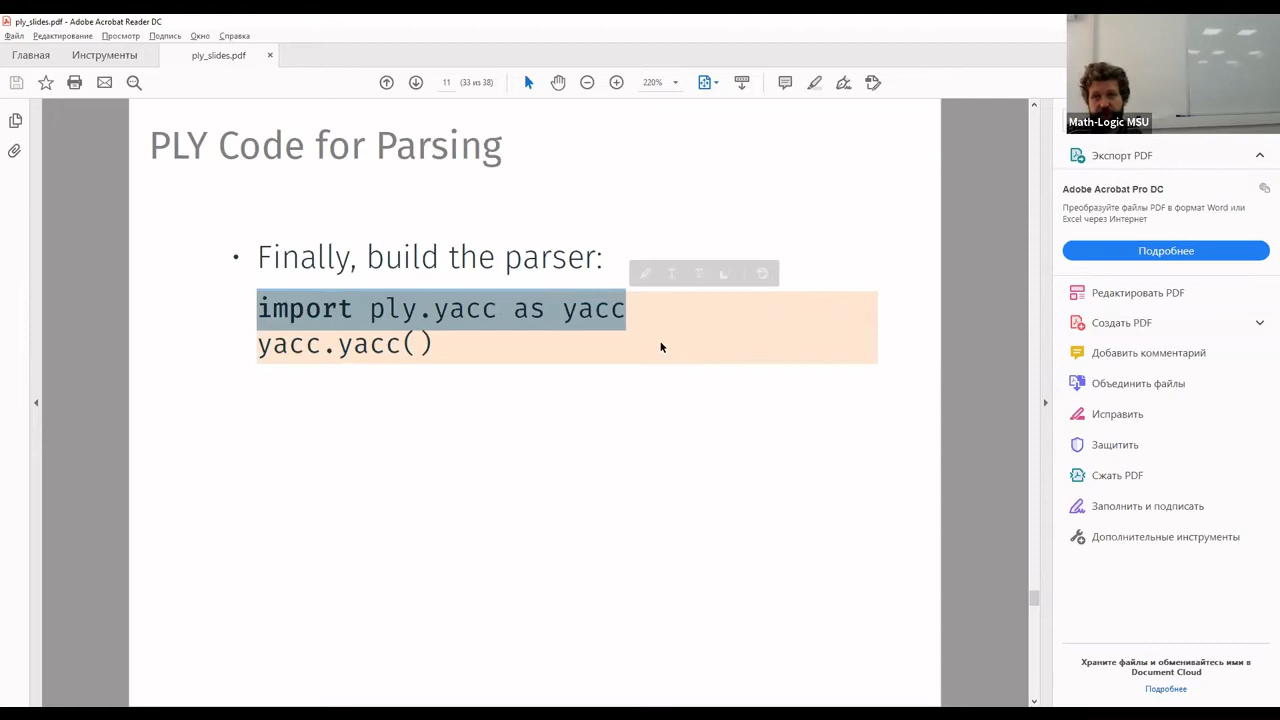 ply_slides.pdf - Adobe Acrobat Reader DC
Файл Редактирование Просмотр Подпись Окно Справка
Главная Инструменты ply_slides.pdf ×
11 (33 из 38) 220%
PLY Code for Parsing
• Finally, build the parser:
import ply.yacc as yacc
yacc.yacc()
Math-Logic MSU
Экспорт PDF
Adobe Acrobat Pro DC
Преобразуйте файлы PDF в формат Word или
Excel через Интернет
Подробнее
Редактировать PDF
Создать PDF
Добавить комментарий
Объединить файлы
Исправить
Защитить
Сжать PDF
Заполнить и подписать
Дополнительные инструменты
Храните файлы и обменивайтесь ими в
Document Cloud
Подробнее